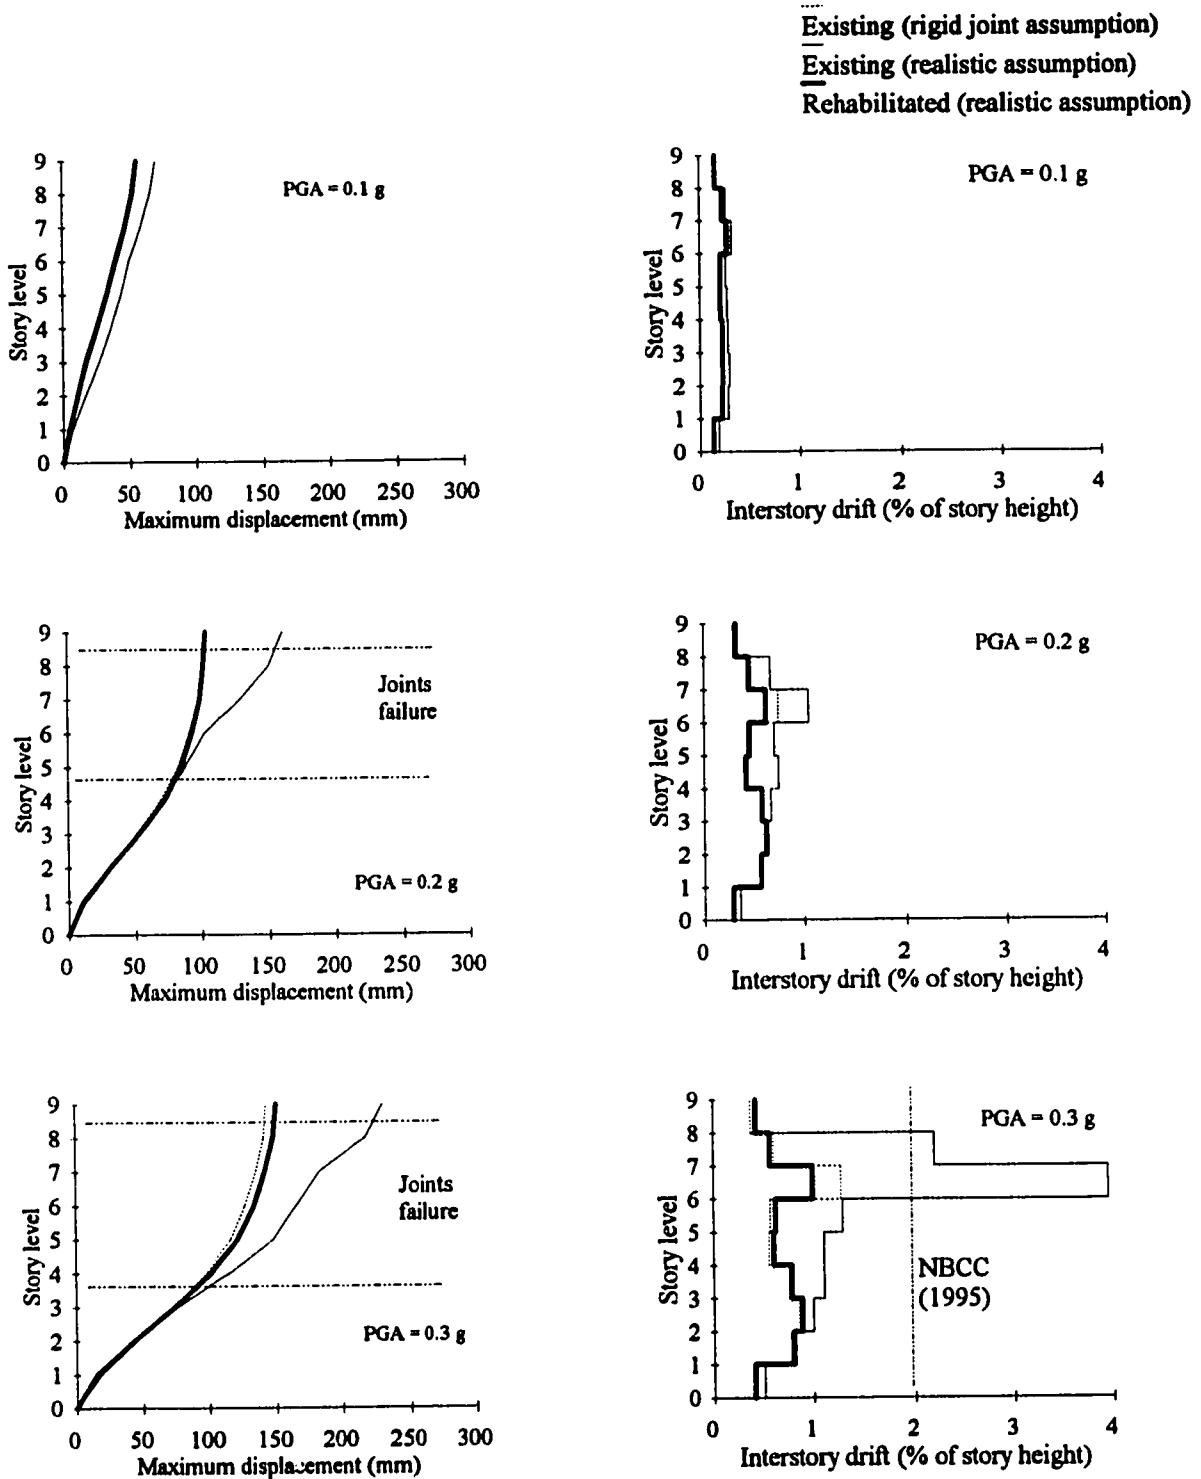 Existing (rigid joint assumption)
Existing (realistic assumption)
Rehabilitated (realistic assumption)
9
8
7
6
5
4
3
2
1
0
Story level
PGA = 0.1 g
0 50 100 150 200 250 300
Maximum displacement (mm)
9
8
7
6
5
4
3
2
1
0
Story level
PGA = 0.1 g
0 1 2 3 4
Interstory drift (% of story height)
9
8
7
6
5
4
3
2
1
0
Story level
Joints
failure
PGA = 0.2 g
0 50 100 150 200 250 300
Maximum displacement (mm)
9
8
7
6
5
4
3
2
1
0
Story level
PGA = 0.2 g
0 1 2 3 4
Interstory drift (% of story height)
9
8
7
6
5
4
3
2
1
0
Story level
Joints
failure
PGA = 0.3 g
0 50 100 150 200 250 300
Maximum displacement (mm)
9
8
7
6
5
4
3
2
1
0
Story level
PGA = 0.3 g
NBCC
(1995)
0 1 2 3 4
Interstory drift (% of story height)